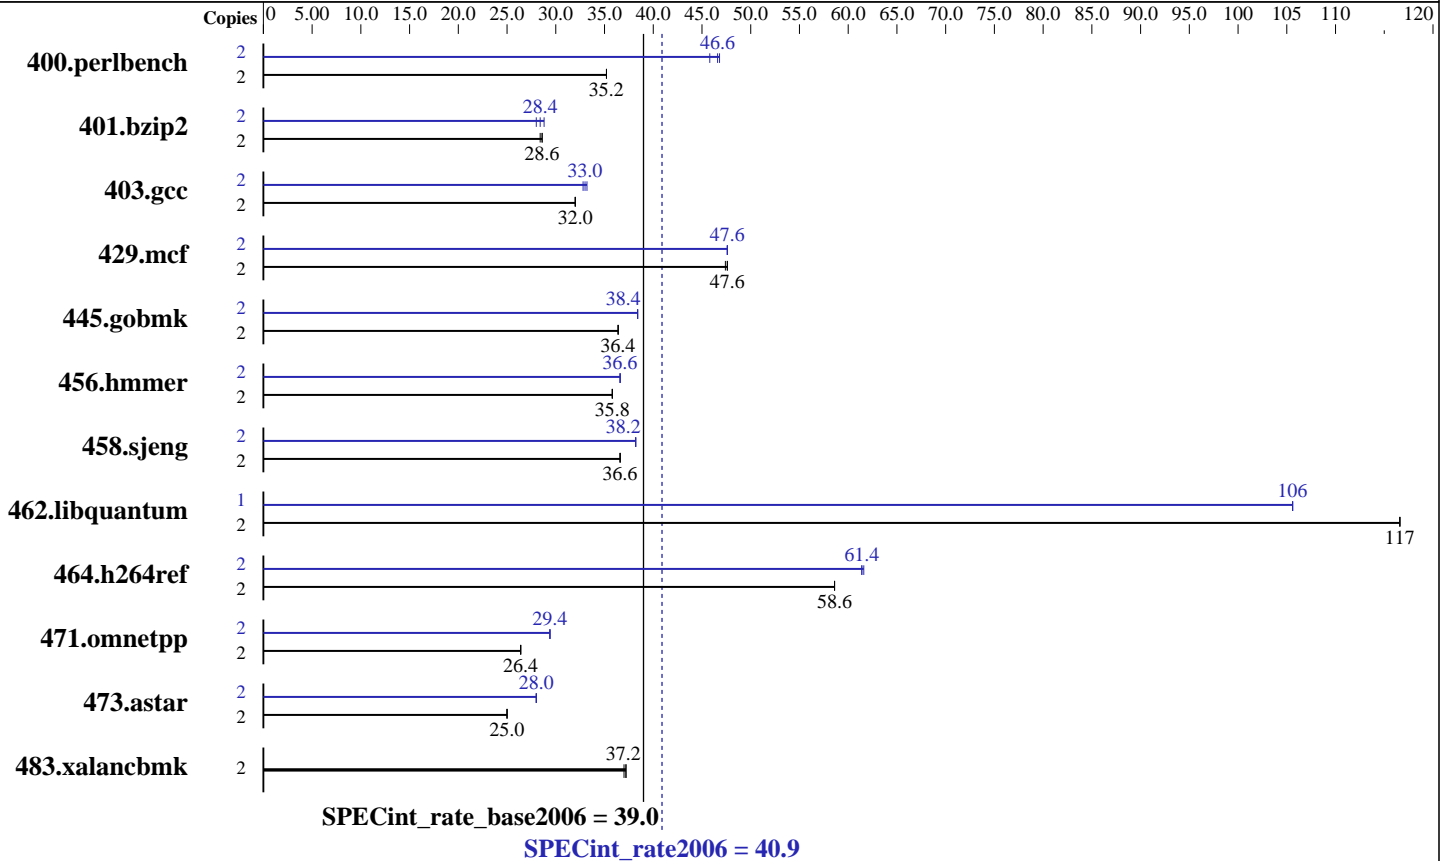 Copies 0 5.00 10.0 15.0 20.0 25.0 30.0 35.0 40.0 45.0 50.0 55.0 60.0 65.0 70.0 75.0 80.0 85.0 90.0 95.0 100 105 110 120
400.perlbench 2 46.6
2 35.2
401.bzip2 2 28.4
2 28.6
403.gcc 2 33.0
2 32.0
429.mcf 2 47.6
2 47.6
445.gobmk 2 38.4
2 36.4
456.hmmer 2 36.6
2 35.8
458.sjeng 2 38.2
2 36.6
462.libquantum 1 106
2 117
464.h264ref 2 61.4
2 58.6
471.omnetpp 2 29.4
2 26.4
473.astar 2 28.0
2 25.0
483.xalancbmk 2 37.2
SPECint_rate_base2006 = 39.0
SPECint_rate2006 = 40.9